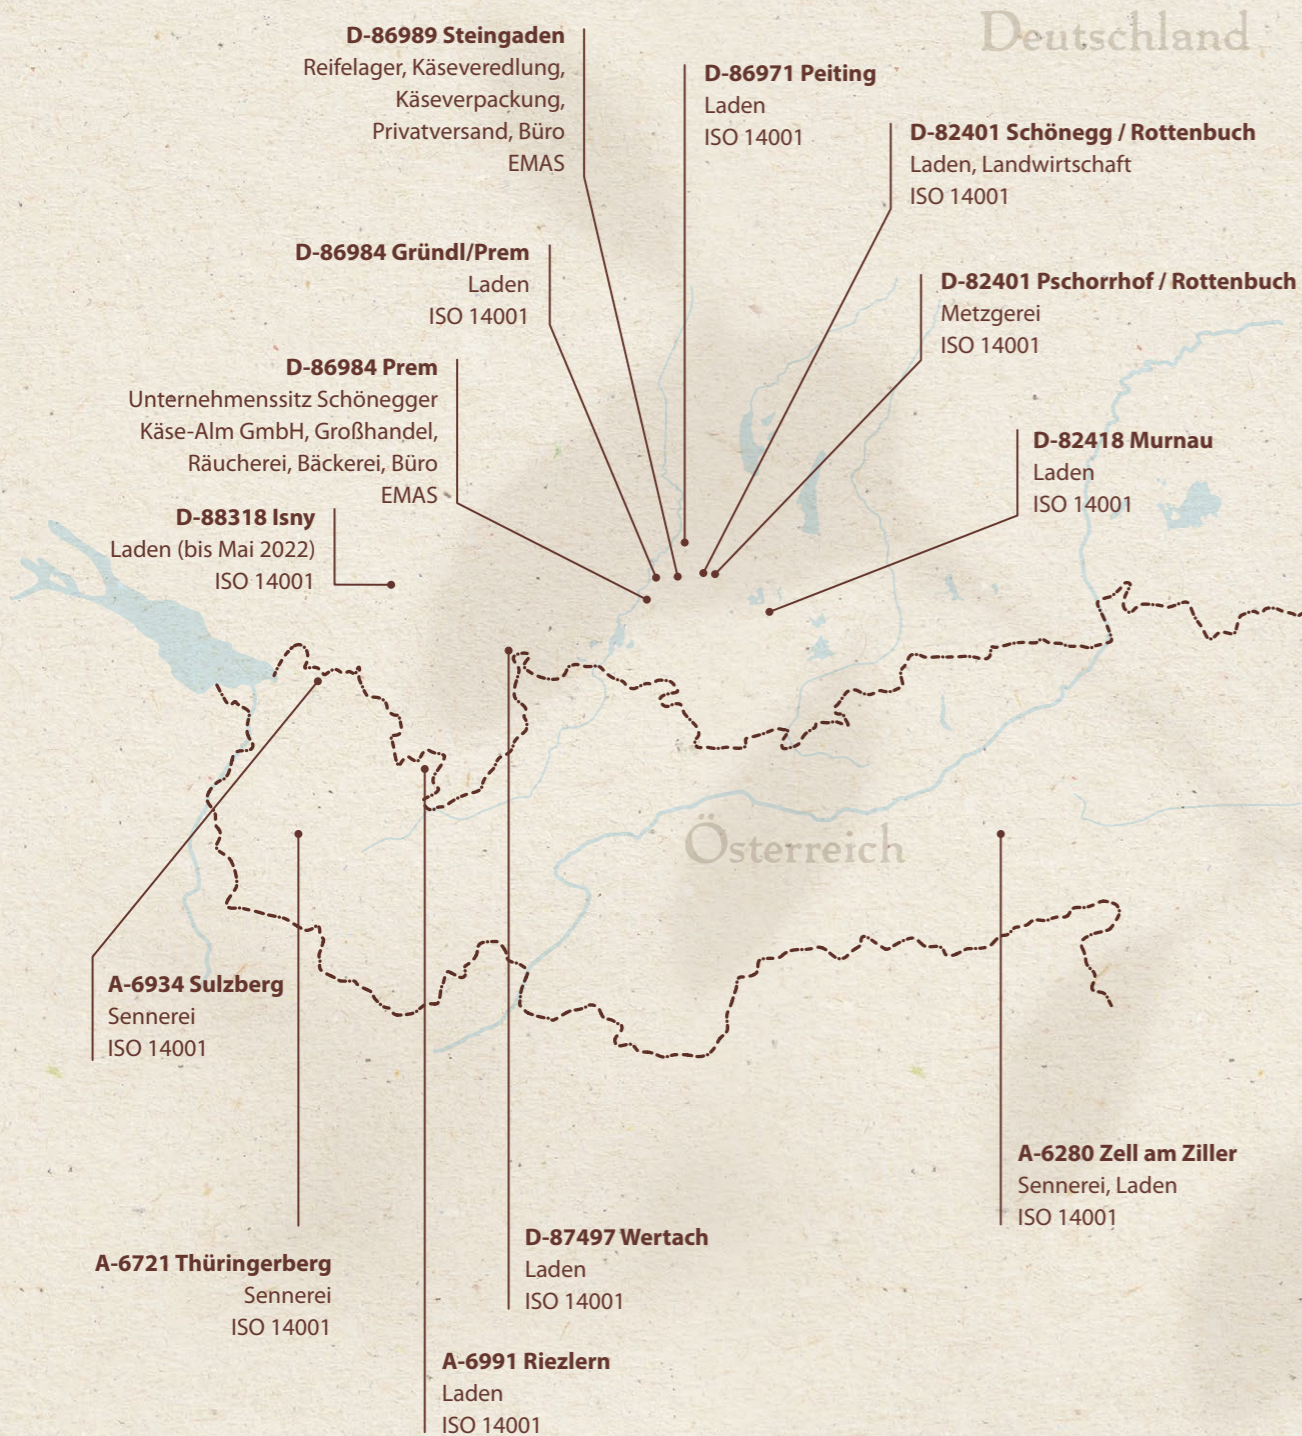 Deutschland
D-86989 Steingaden
Reifelager, Käseveredlung,
Käseverpackung,
Privatversand, Büro
EMAS
D-86971 Peiting
Laden
ISO 14001
D-82401 Schönegg / Rottenbuch
Laden, Landwirtschaft
ISO 14001
D-86984 Gründl/Prem
Laden
ISO 14001
D-82401 Pschorrhof / Rottenbuch
Metzgerei
ISO 14001
D-86984 Prem
Unternehmenssitz Schönegger
Käse-Alm GmbH, Großhandel,
Räucherei, Bäckerei, Büro
EMAS
D-82418 Murnau
Laden
ISO 14001
D-88318 Isny
Laden (bis Mai 2022)
ISO 14001
Österreich
A-6934 Sulzberg
Sennerei
ISO 14001
A-6280 Zell am Ziller
Sennerei, Laden
ISO 14001
D-87497 Wertach
Laden
ISO 14001
A-6721 Thüringerberg
Sennerei
ISO 14001
A-6991 Riezlern
Laden
ISO 14001